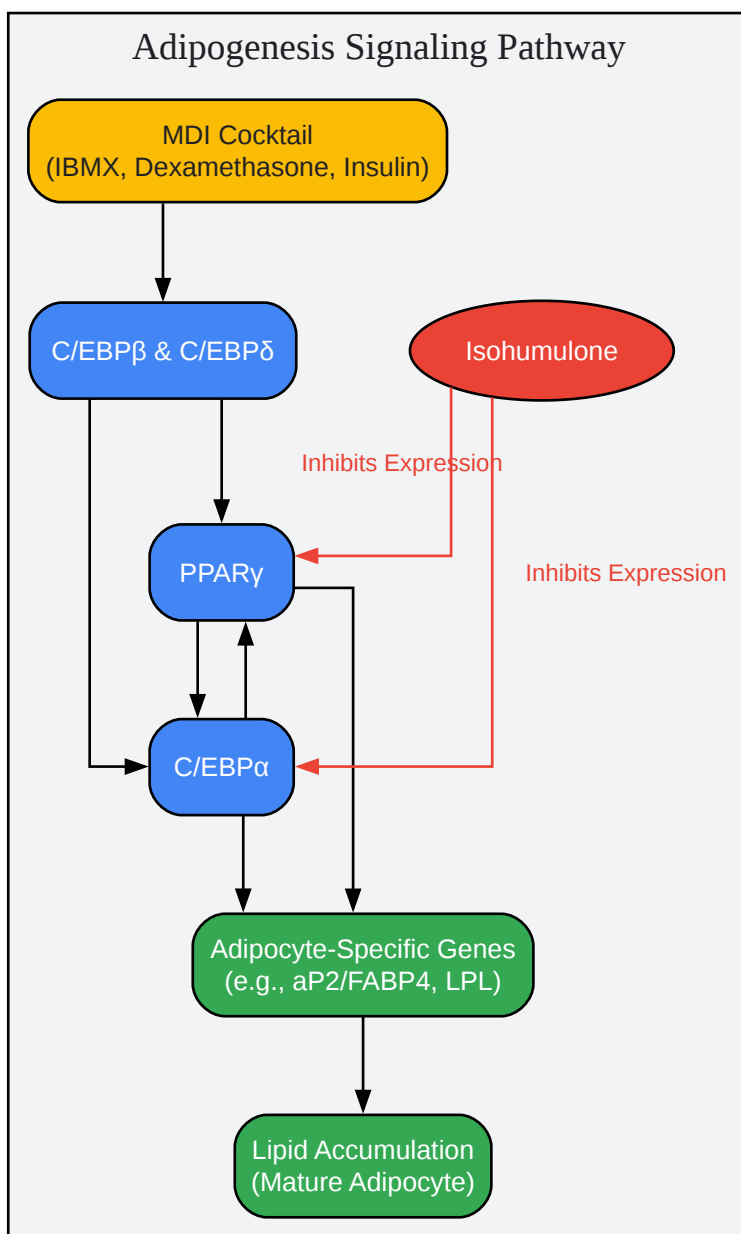 Adipogenesis Signaling Pathway
MDI Cocktail
(IBMX, Dexamethasone, Insulin)
C/EBPβ & C/EBPδ
Isohumulone
Inhibits Expression
PPARγ
Inhibits Expression
C/EBPα
Adipocyte-Specific Genes
(e.g., aP2/FABP4, LPL)
Lipid Accumulation
(Mature Adipocyte)